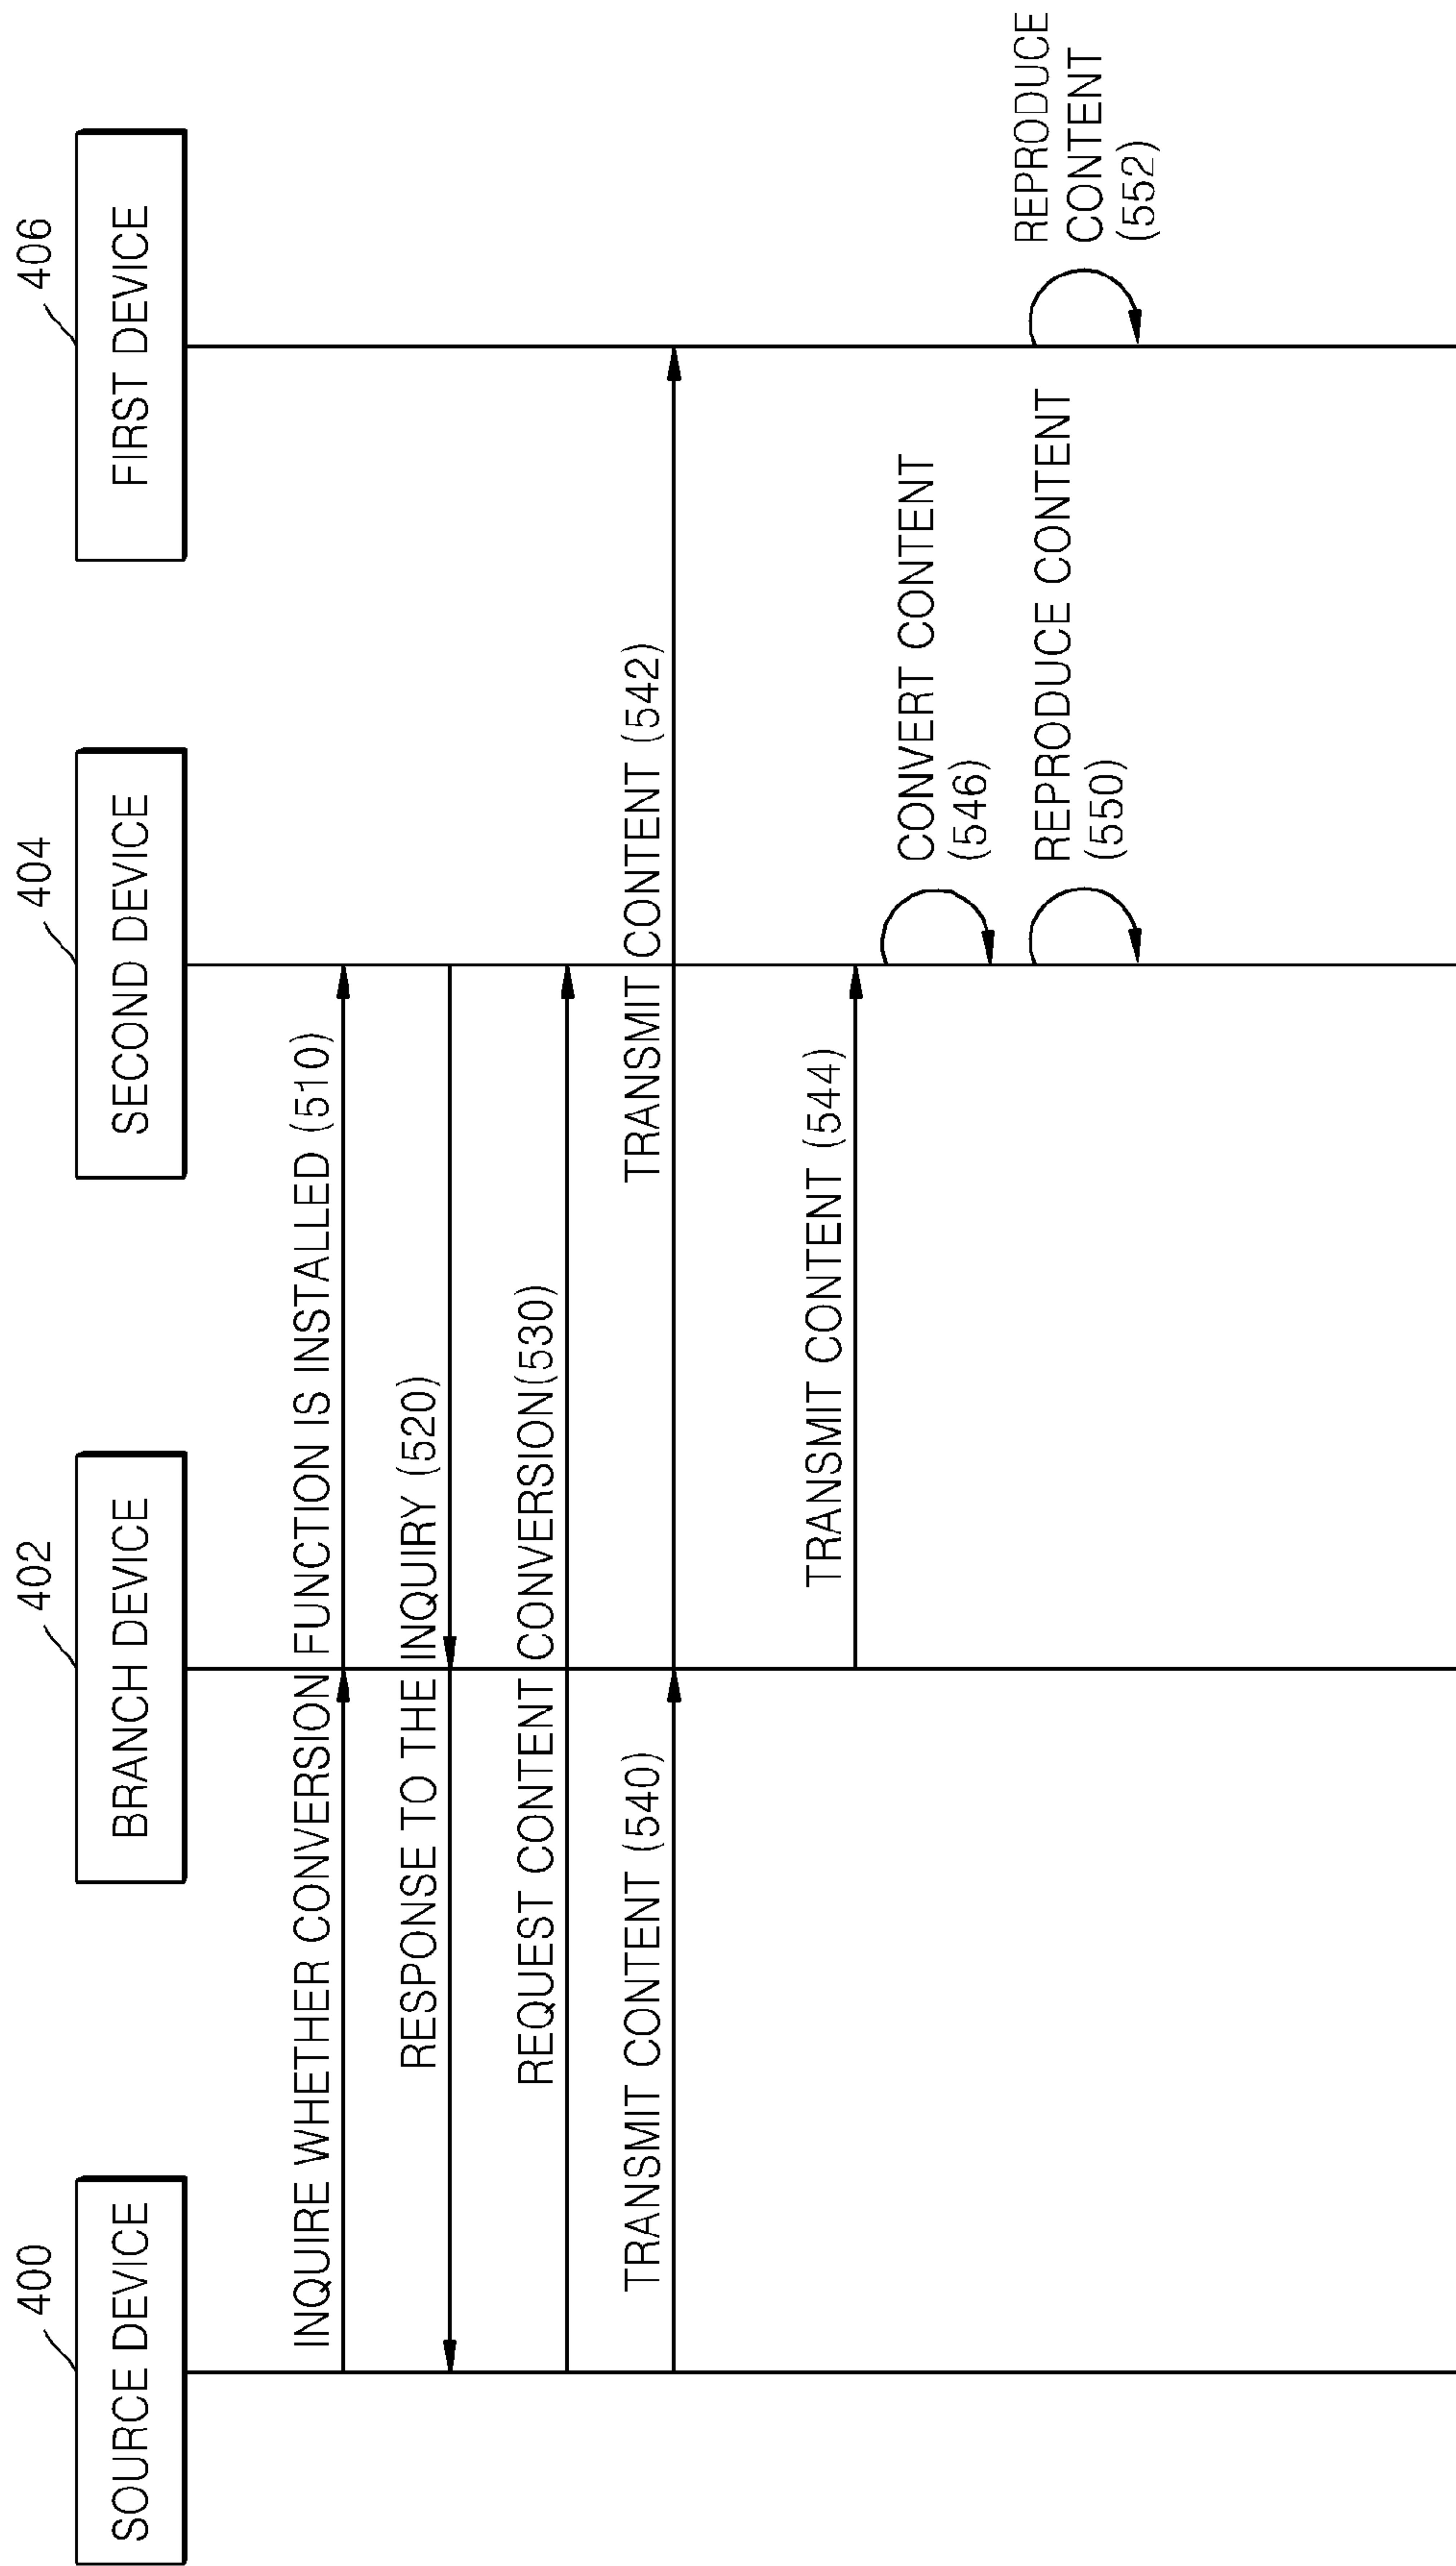 400
402
404
406
SOURCE DEVICE
BRANCH DEVICE
SECOND DEVICE
FIRST DEVICE
INQUIRE WHETHER CONVERSION FUNCTION IS INSTALLED (510)
RESPONSE TO THE INQUIRY (520)
REQUEST CONTENT CONVERSION(530)
TRANSMIT CONTENT (540)
TRANSMIT CONTENT (542)
TRANSMIT CONTENT (544)
CONVERT CONTENT
(546)
REPRODUCE CONTENT
(550)
REPRODUCE
CONTENT
(552)